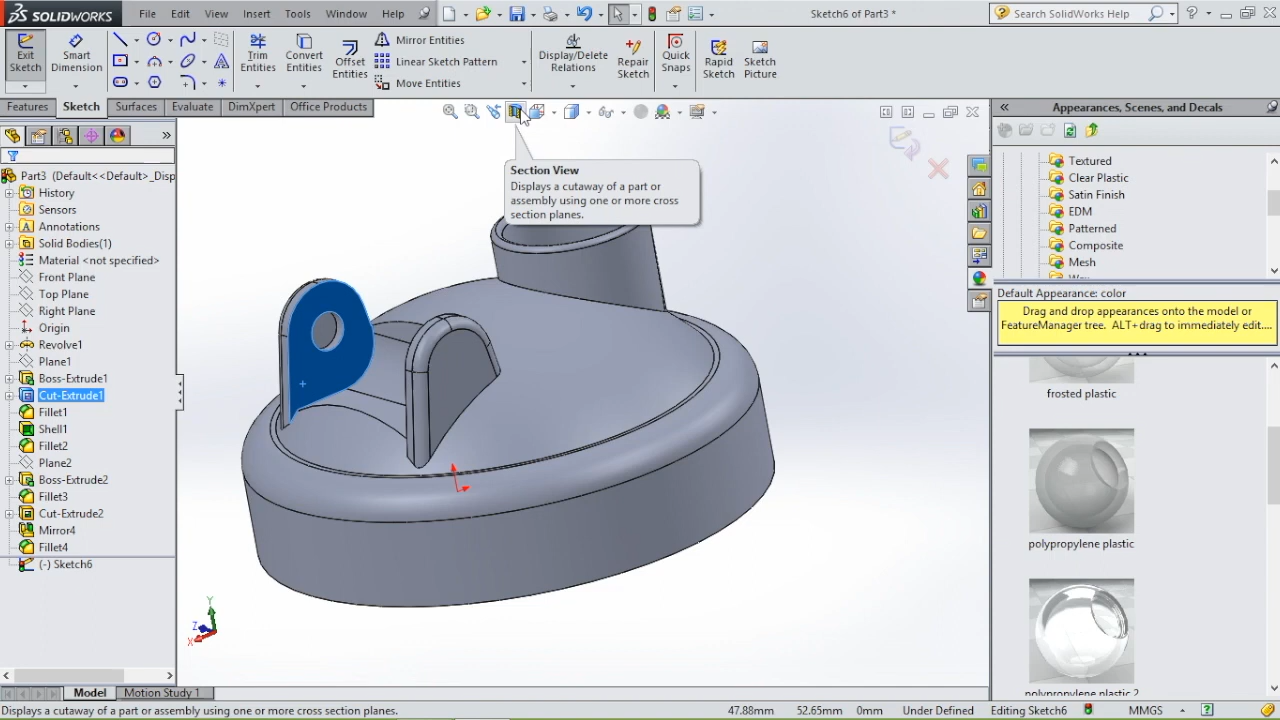 SOLIDWORKS File Edit View Insert Tools Window Help Sketch6 of Part3 * Search SolidWorks Help
Exit Sketch
Smart Dimension
Trim Entities
Convert Entities
Offset Entities
Mirror Entities
Linear Sketch Pattern
Move Entities
Display/Delete Relations
Repair Sketch
Quick Snaps
Rapid Sketch
Sketch Picture
Features Sketch Surfaces Evaluate DimXpert Office Products
Appearances, Scenes, and Decals
Section View
Displays a cutaway of a part or
assembly using one or more cross
section planes.
Part3 (Default<<Default>_Disp
History
Sensors
Annotations
Solid Bodies(1)
Material <not specified>
Front Plane
Top Plane
Right Plane
Origin
Revolve1
Plane1
Boss-Extrude1
Cut-Extrude1
Fillet1
Shell1
Fillet2
Plane2
Boss-Extrude2
Fillet3
Cut-Extrude2
Mirror4
Fillet4
(-) Sketch6
Y
Z
X
Textured
Clear Plastic
Satin Finish
EDM
Patterned
Composite
Mesh
Default Appearance: color
Drag and drop appearances onto the model or
FeatureManager tree. ALT+drag to immediately edit....
frosted plastic
polypropylene plastic
polypropylene plastic 2
Model Motion Study 1
Displays a cutaway of a part or assembly using one or more cross section planes. 47.88mm 52.65mm 0mm Under Defined Editing Sketch6 MMGS